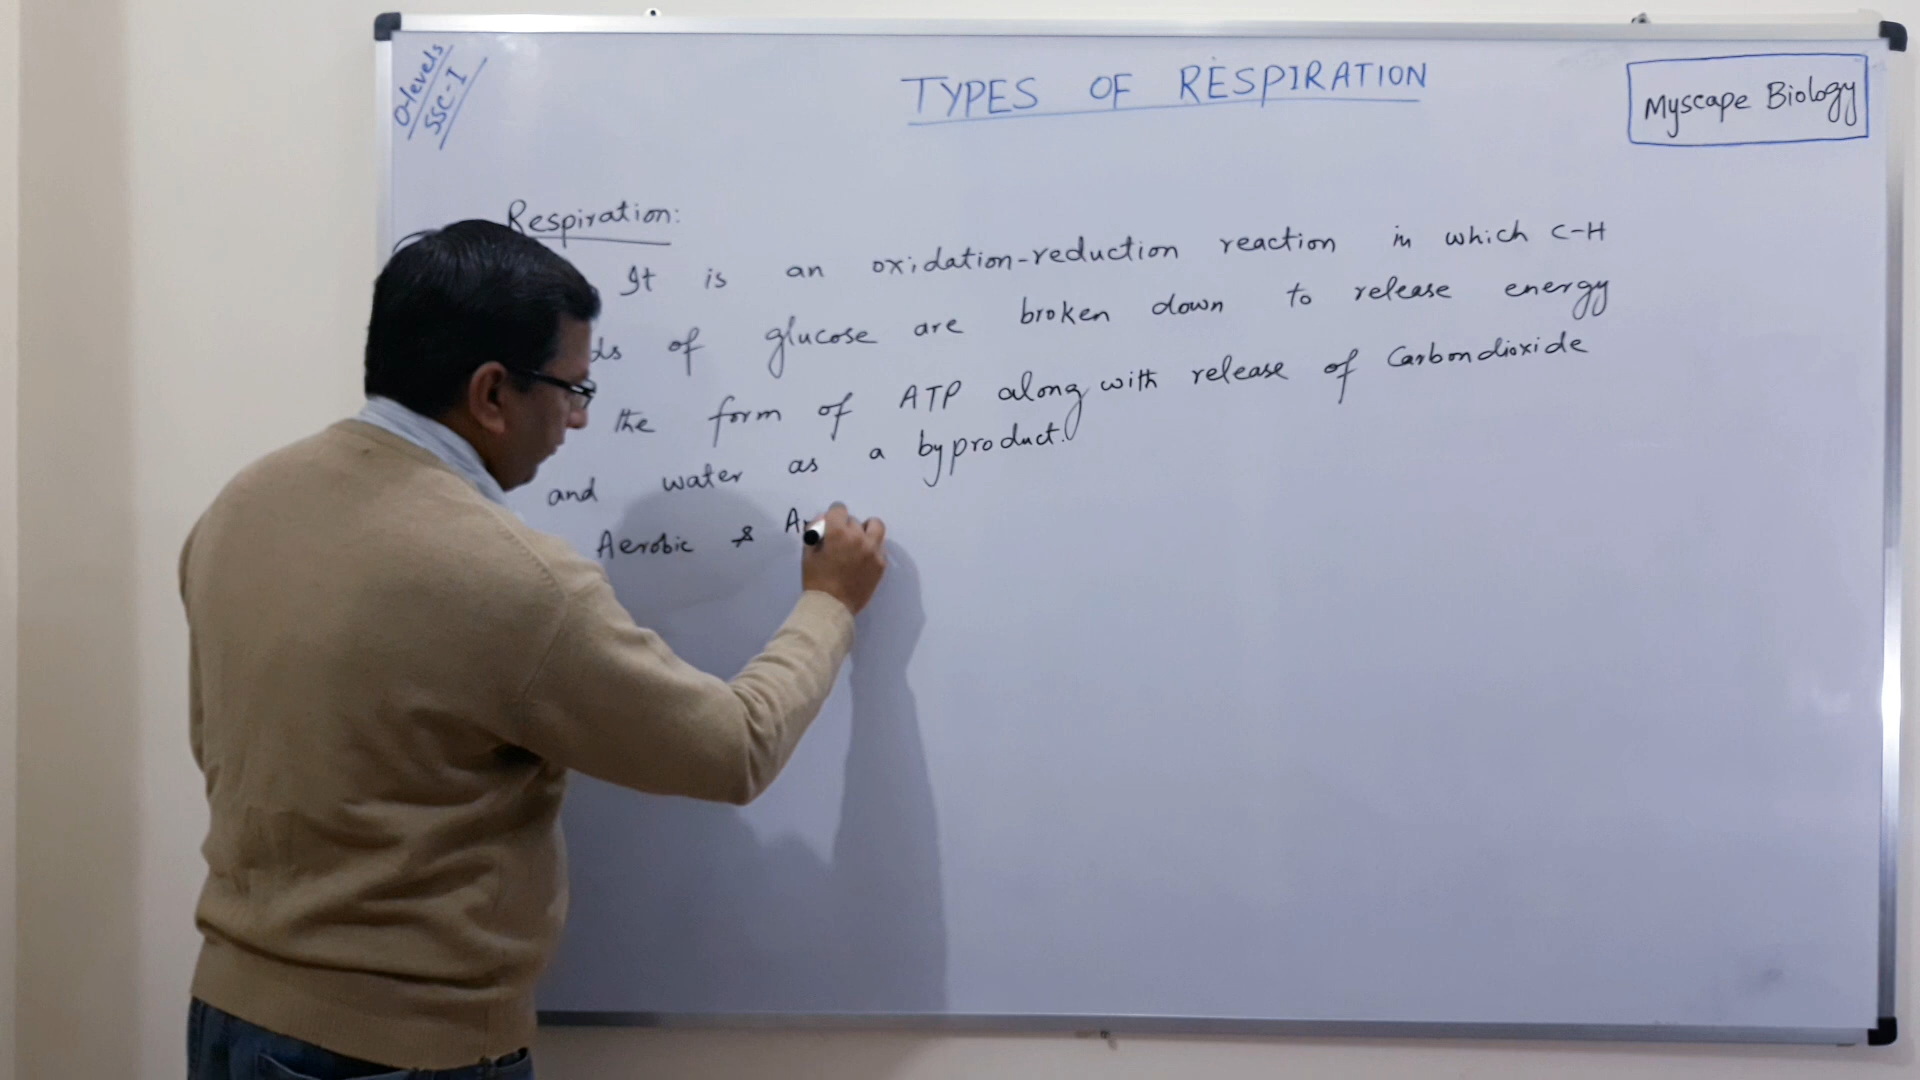 O-levels
SSC-I
TYPES OF RESPIRATION
Myscape Biology
Respiration:
It is an oxidation-reduction reaction in which C-H
ds of glucose are broken down to release energy
the form of ATP along with release of Carbondioxide
and water as a byproduct.
Aerobic & An